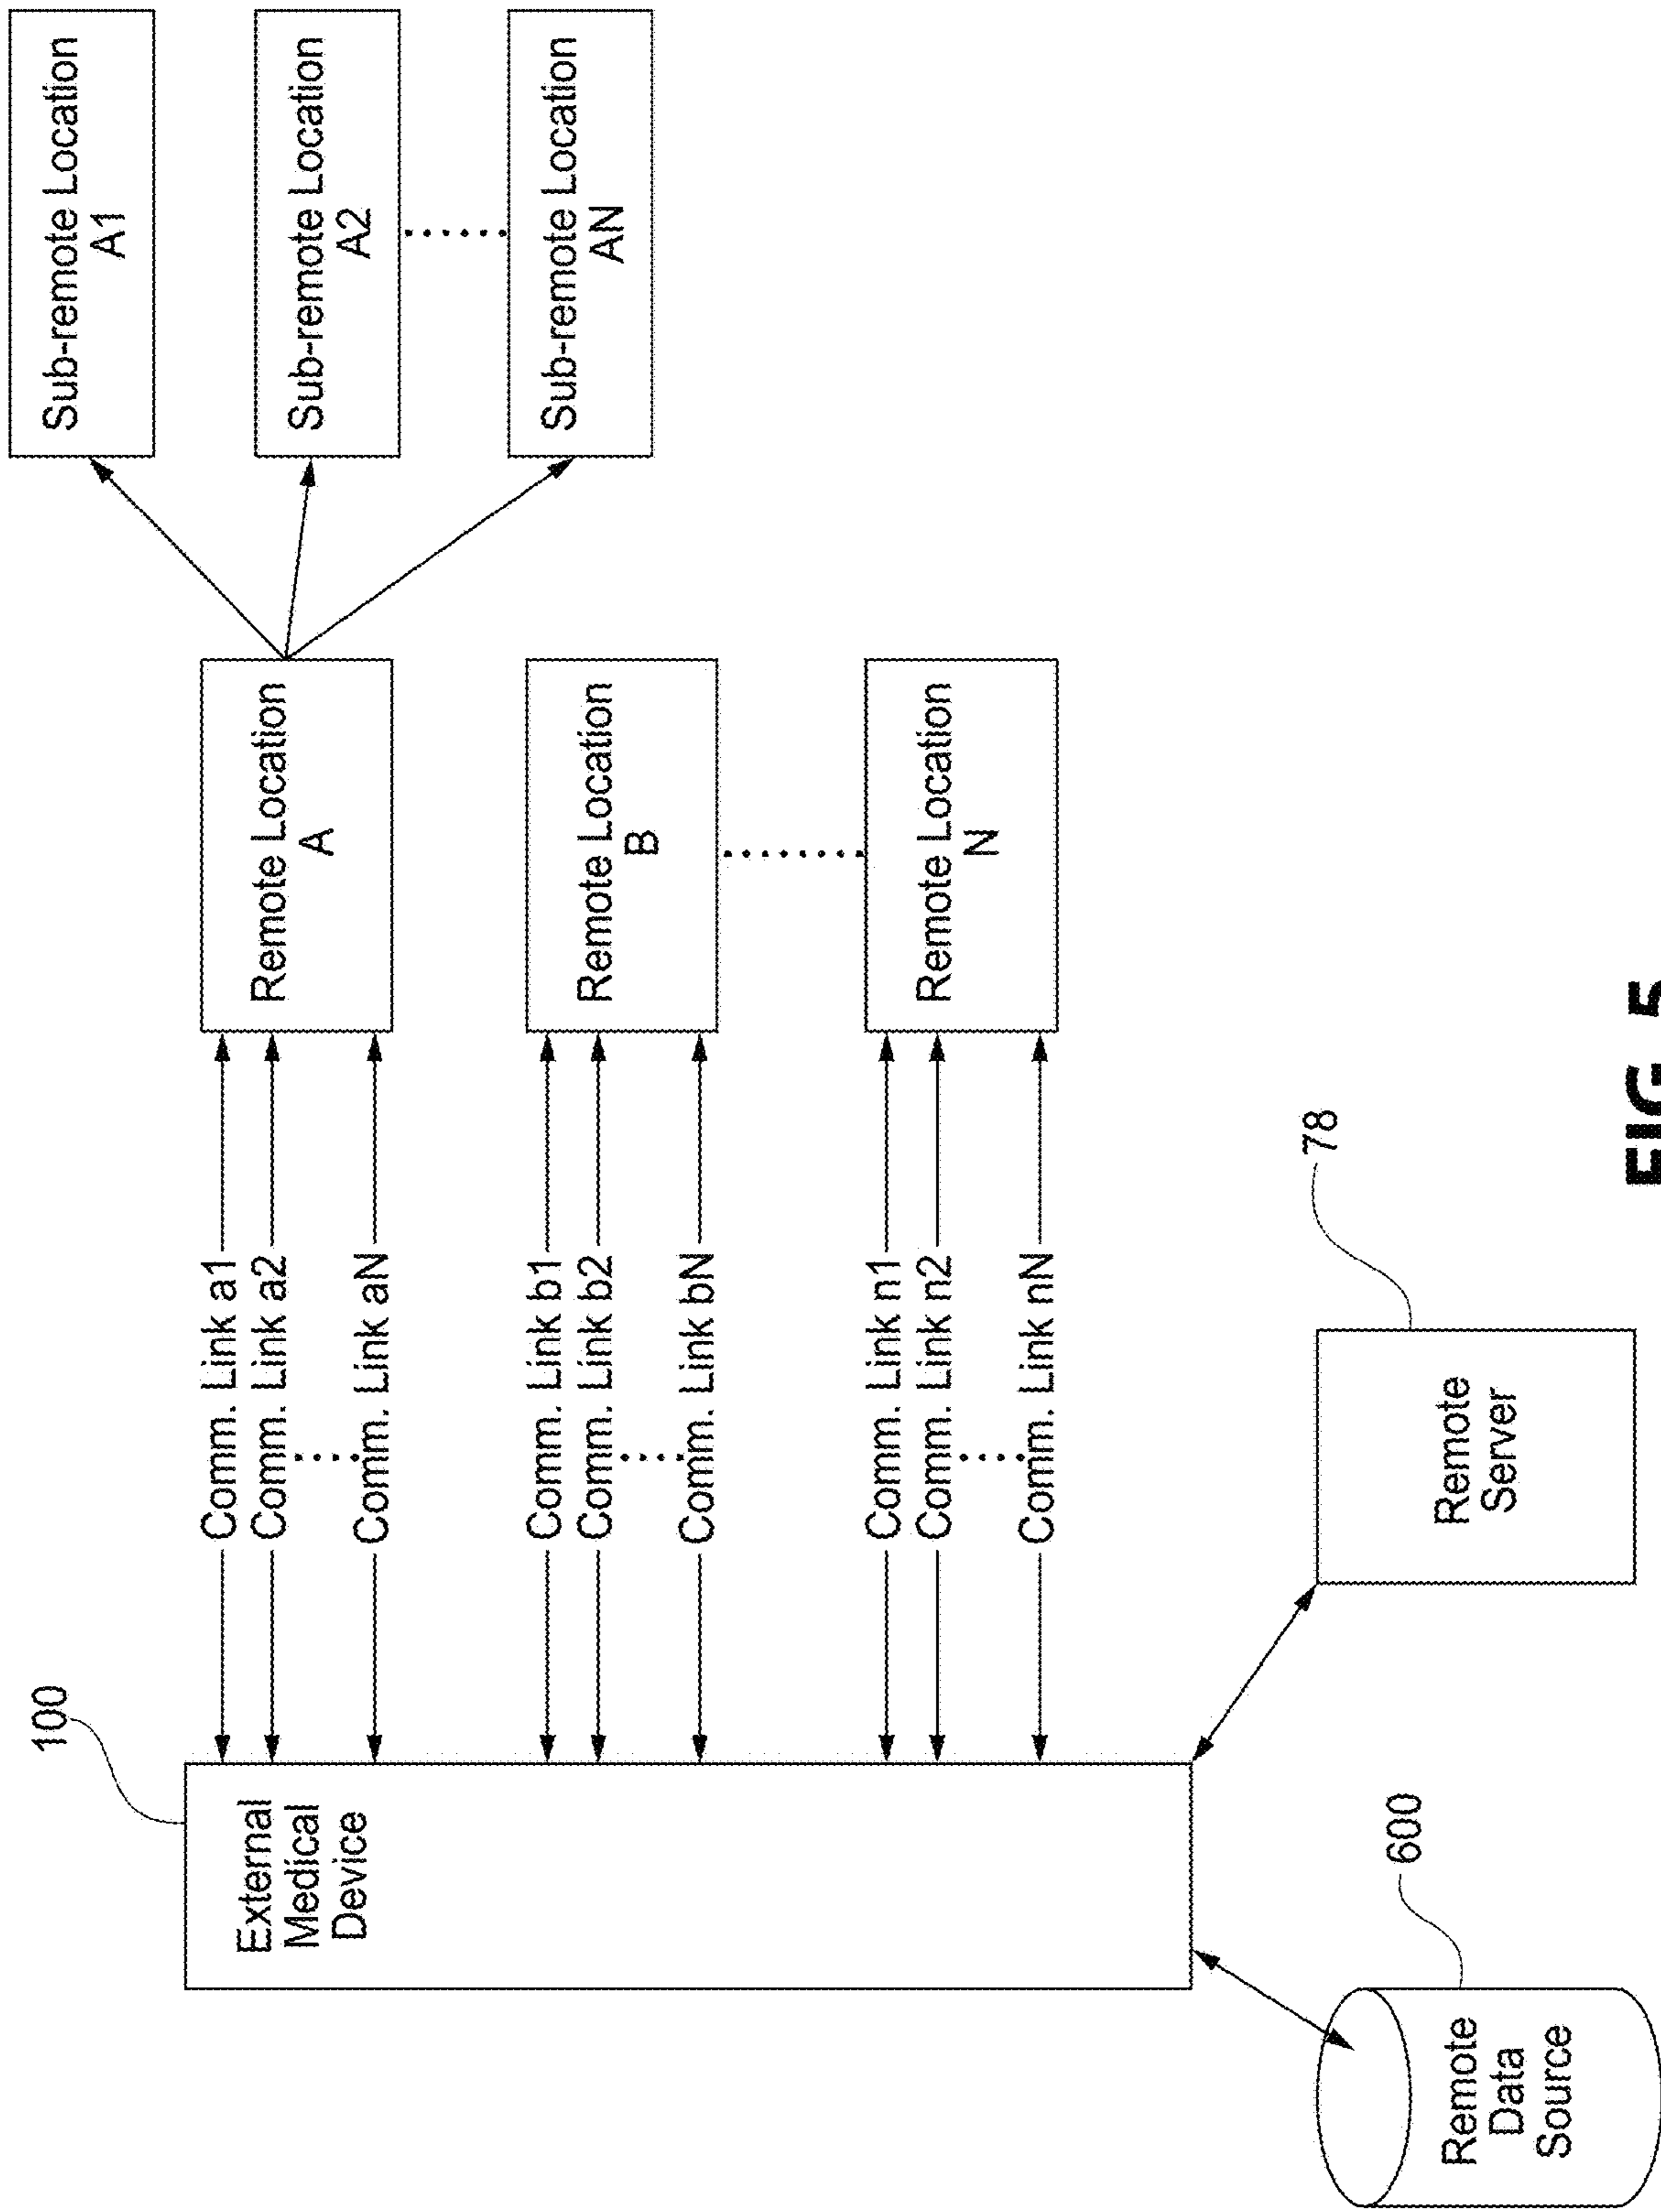 100
External
Medical
Device
Comm. Link a1
Comm. Link a2
Comm. Link aN
Comm. Link b1
Comm. Link b2
Comm. Link bN
Comm. Link n1
Comm. Link n2
Comm. Link nN
Remote Location
A
Remote Location
B
Remote Location
N
Sub-remote Location
A1
Sub-remote Location
A2
Sub-remote Location
AN
600
Remote
Data
Source
78
Remote
Server
FIG. 5